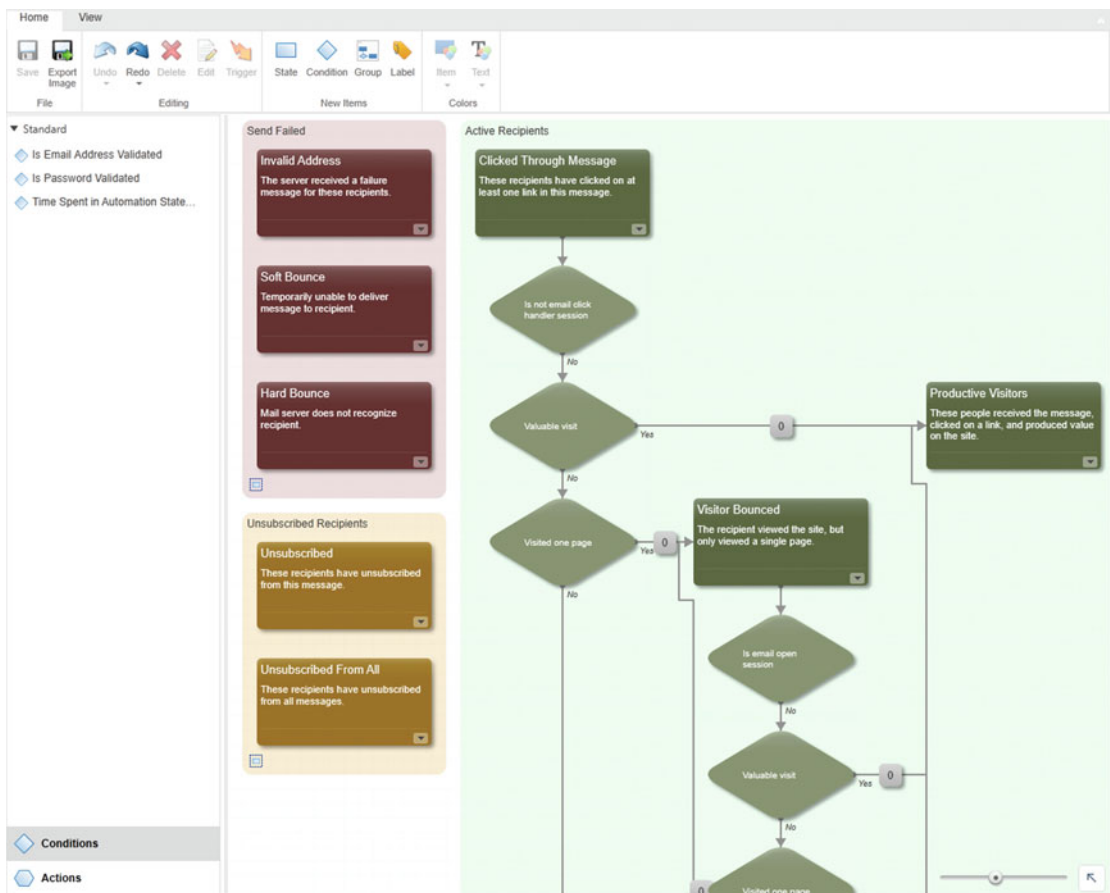 Home View
Save Export Image Undo Redo Delete Edit Trigger State Condition Group Label Item Text
File Editing New Items Colors
Standard
Is Email Address Validated
Is Password Validated
Time Spent in Automation State...
Conditions
Actions
Send Failed
Invalid Address
The server received a failure
message for these recipients.
Soft Bounce
Temporarily unable to deliver
message to recipient.
Hard Bounce
Mail server does not recognize
recipient.
Unsubscribed Recipients
Unsubscribed
These recipients have unsubscribed
from this message.
Unsubscribed From All
These recipients have unsubscribed
from all messages.
Active Recipients
Clicked Through Message
These recipients have clicked on at
least one link in this message.
Is not email click
handler session
No
Valuable visit
Yes
0
Productive Visitors
These people received the message,
clicked on a link, and produced value
on the site.
No
Visited one page
Yes
0
No
Visitor Bounced
The recipient viewed the site, but
only viewed a single page.
Is email open
session
No
Valuable visit
Yes
0
No
Visited one page
0